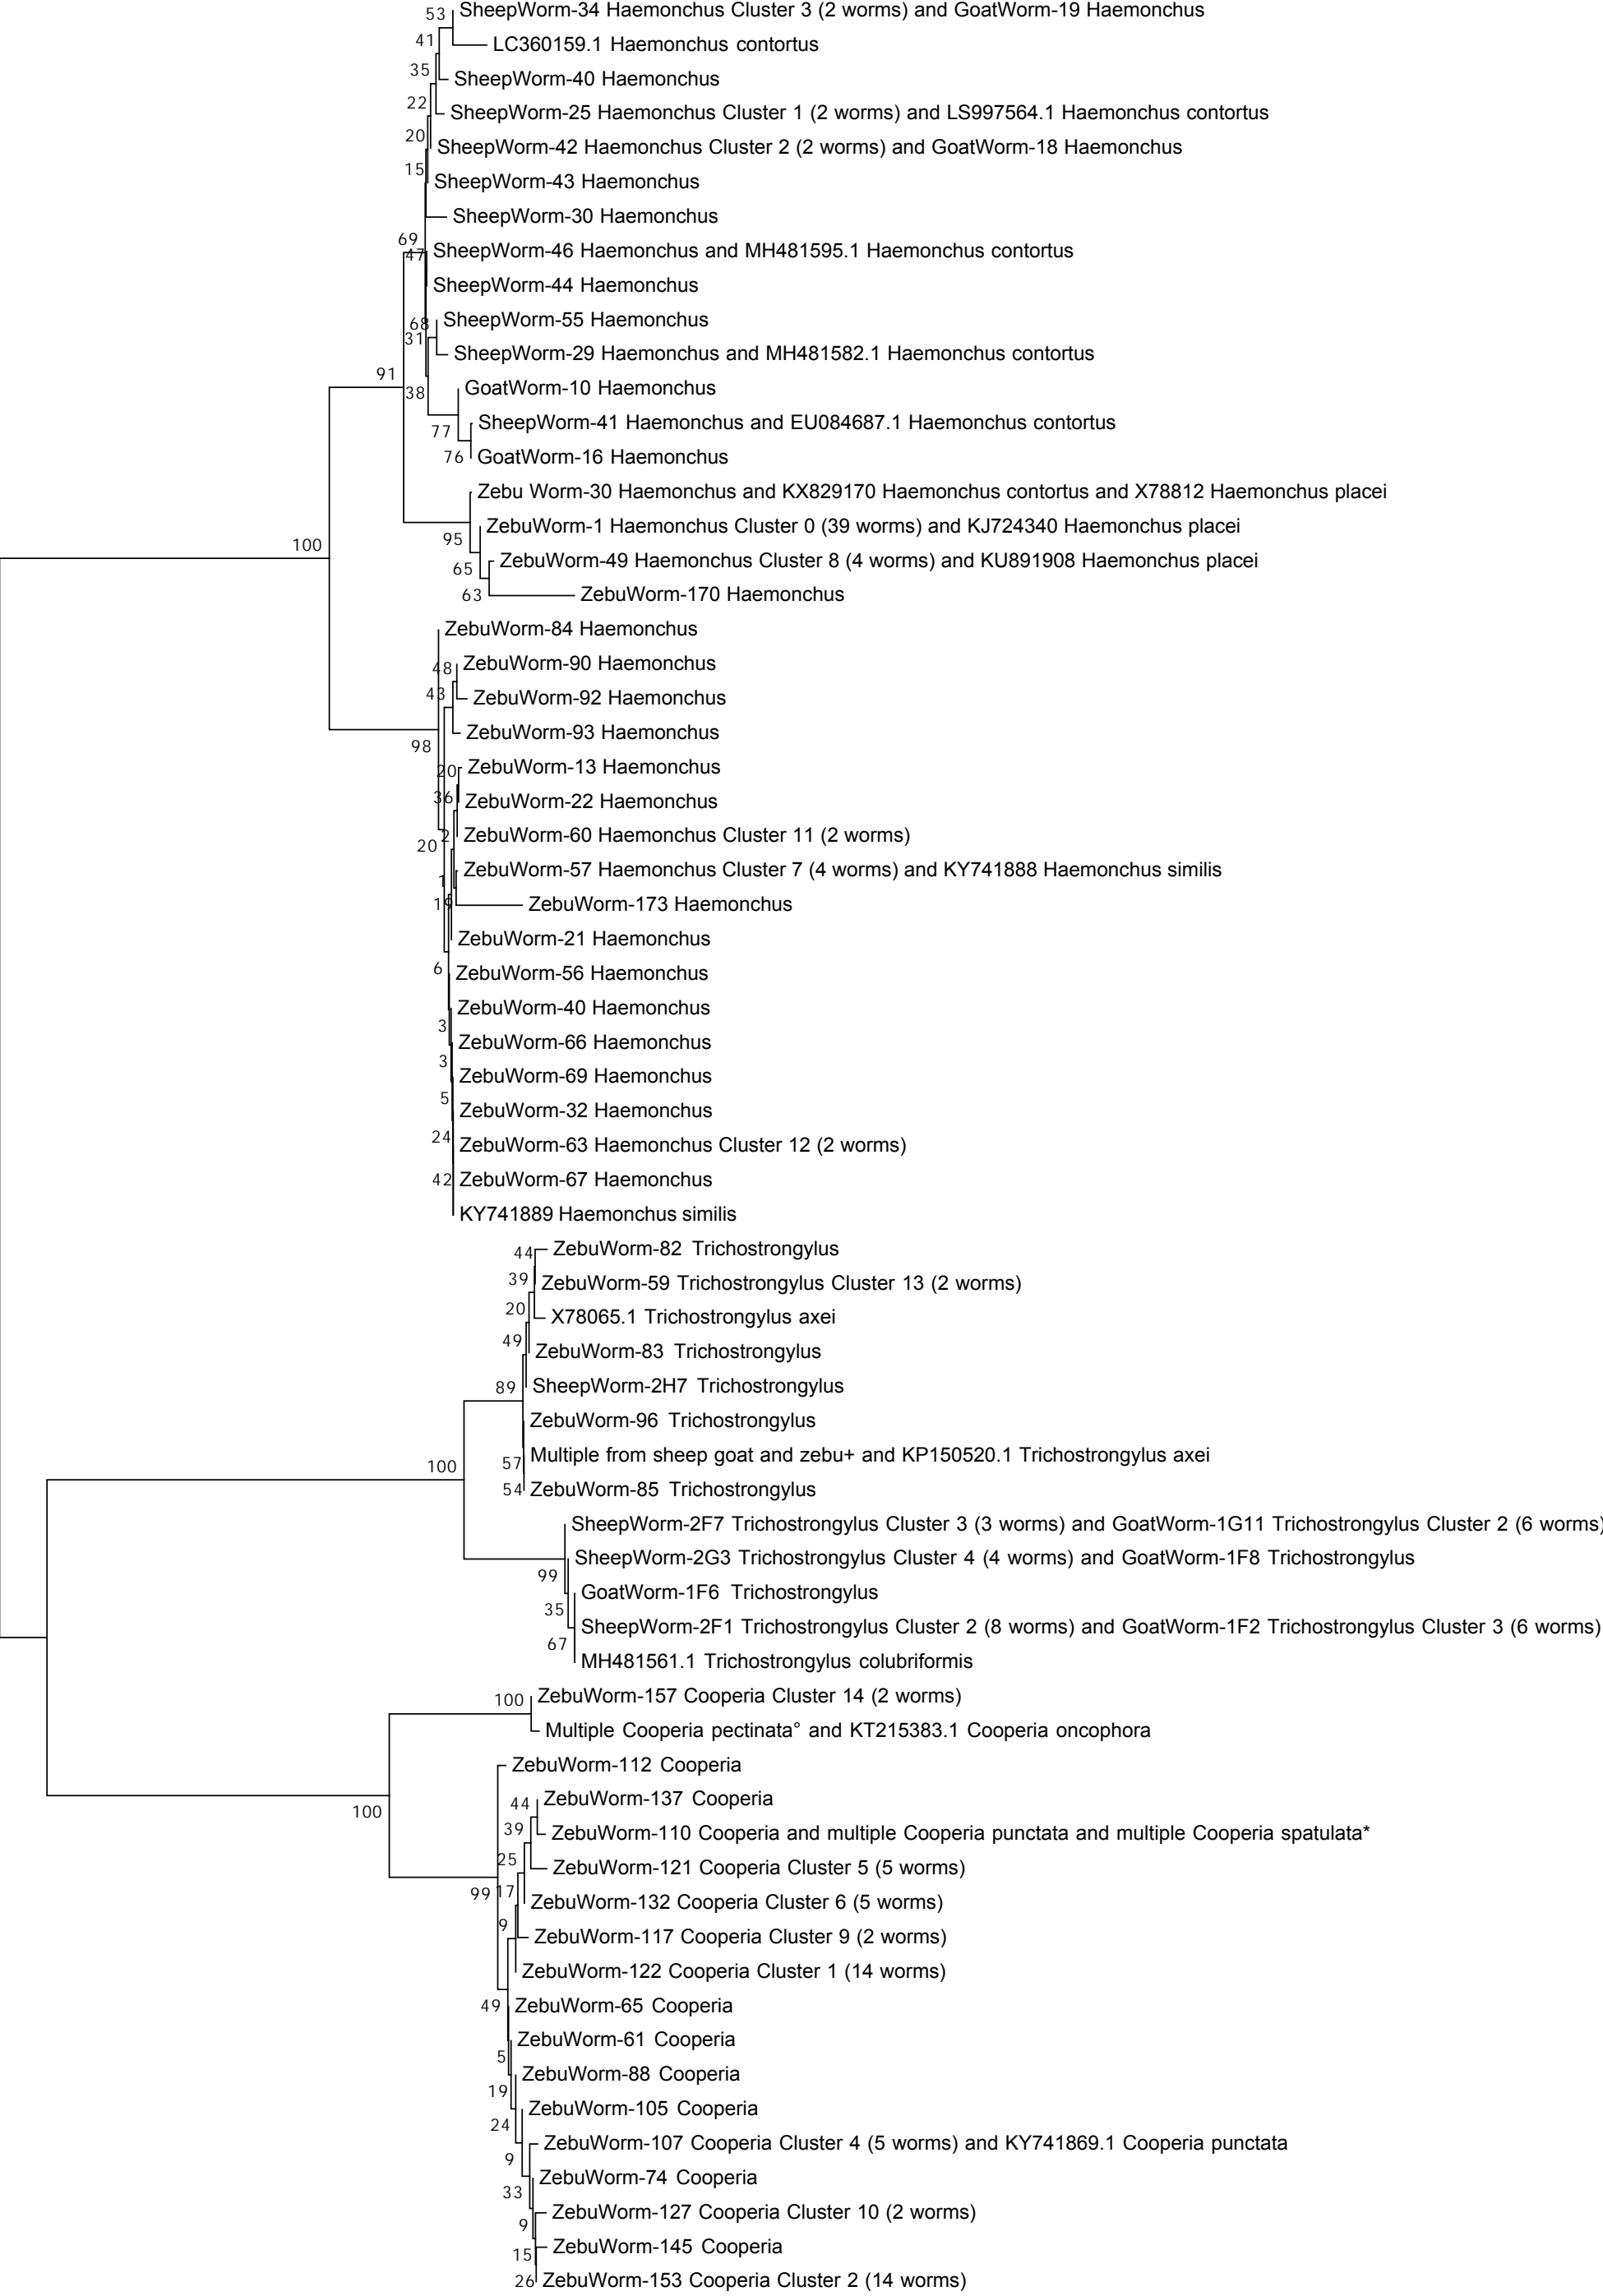 53 SheepWorm-34 Haemonchus Cluster 3 (2 worms) and GoatWorm-19 Haemonchus
41 LC360159.1 Haemonchus contortus
35 SheepWorm-40 Haemonchus
22 SheepWorm-25 Haemonchus Cluster 1 (2 worms) and LS997564.1 Haemonchus contortus
20 SheepWorm-42 Haemonchus Cluster 2 (2 worms) and GoatWorm-18 Haemonchus
15 SheepWorm-43 Haemonchus
SheepWorm-30 Haemonchus
69
47 SheepWorm-46 Haemonchus and MH481595.1 Haemonchus contortus
SheepWorm-44 Haemonchus
68 SheepWorm-55 Haemonchus
31 SheepWorm-29 Haemonchus and MH481582.1 Haemonchus contortus
91
38 GoatWorm-10 Haemonchus
77 SheepWorm-41 Haemonchus and EU084687.1 Haemonchus contortus
76 GoatWorm-16 Haemonchus
Zebu Worm-30 Haemonchus and KX829170 Haemonchus contortus and X78812 Haemonchus placei
95 ZebuWorm-1 Haemonchus Cluster 0 (39 worms) and KJ724340 Haemonchus placei
100
65 ZebuWorm-49 Haemonchus Cluster 8 (4 worms) and KU891908 Haemonchus placei
63 ZebuWorm-170 Haemonchus
ZebuWorm-84 Haemonchus
48 ZebuWorm-90 Haemonchus
43 ZebuWorm-92 Haemonchus
ZebuWorm-93 Haemonchus
98
20 ZebuWorm-13 Haemonchus
36 ZebuWorm-22 Haemonchus
2 ZebuWorm-60 Haemonchus Cluster 11 (2 worms)
20
1 ZebuWorm-57 Haemonchus Cluster 7 (4 worms) and KY741888 Haemonchus similis
19 ZebuWorm-173 Haemonchus
ZebuWorm-21 Haemonchus
6 ZebuWorm-56 Haemonchus
ZebuWorm-40 Haemonchus
3 ZebuWorm-66 Haemonchus
3 ZebuWorm-69 Haemonchus
5 ZebuWorm-32 Haemonchus
24 ZebuWorm-63 Haemonchus Cluster 12 (2 worms)
42 ZebuWorm-67 Haemonchus
KY741889 Haemonchus similis
44 ZebuWorm-82 Trichostrongylus
39 ZebuWorm-59 Trichostrongylus Cluster 13 (2 worms)
20 X78065.1 Trichostrongylus axei
49 ZebuWorm-83 Trichostrongylus
89 SheepWorm-2H7 Trichostrongylus
ZebuWorm-96 Trichostrongylus
100
57 Multiple from sheep goat and zebu+ and KP150520.1 Trichostrongylus axei
54 ZebuWorm-85 Trichostrongylus
SheepWorm-2F7 Trichostrongylus Cluster 3 (3 worms) and GoatWorm-1G11 Trichostrongylus Cluster 2 (6 worms)
99 SheepWorm-2G3 Trichostrongylus Cluster 4 (4 worms) and GoatWorm-1F8 Trichostrongylus
35 GoatWorm-1F6 Trichostrongylus
67 SheepWorm-2F1 Trichostrongylus Cluster 2 (8 worms) and GoatWorm-1F2 Trichostrongylus Cluster 3 (6 worms)
MH481561.1 Trichostrongylus colubriformis
100 ZebuWorm-157 Cooperia Cluster 14 (2 worms)
Multiple Cooperia pectinata° and KT215383.1 Cooperia oncophora
ZebuWorm-112 Cooperia
100
44 ZebuWorm-137 Cooperia
39 ZebuWorm-110 Cooperia and multiple Cooperia punctata and multiple Cooperia spatulata*
25 ZebuWorm-121 Cooperia Cluster 5 (5 worms)
99 17 ZebuWorm-132 Cooperia Cluster 6 (5 worms)
9 ZebuWorm-117 Cooperia Cluster 9 (2 worms)
ZebuWorm-122 Cooperia Cluster 1 (14 worms)
49 ZebuWorm-65 Cooperia
ZebuWorm-61 Cooperia
5 ZebuWorm-88 Cooperia
19 ZebuWorm-105 Cooperia
24 ZebuWorm-107 Cooperia Cluster 4 (5 worms) and KY741869.1 Cooperia punctata
9 ZebuWorm-74 Cooperia
33 ZebuWorm-127 Cooperia Cluster 10 (2 worms)
9 ZebuWorm-145 Cooperia
15
26 ZebuWorm-153 Cooperia Cluster 2 (14 worms)